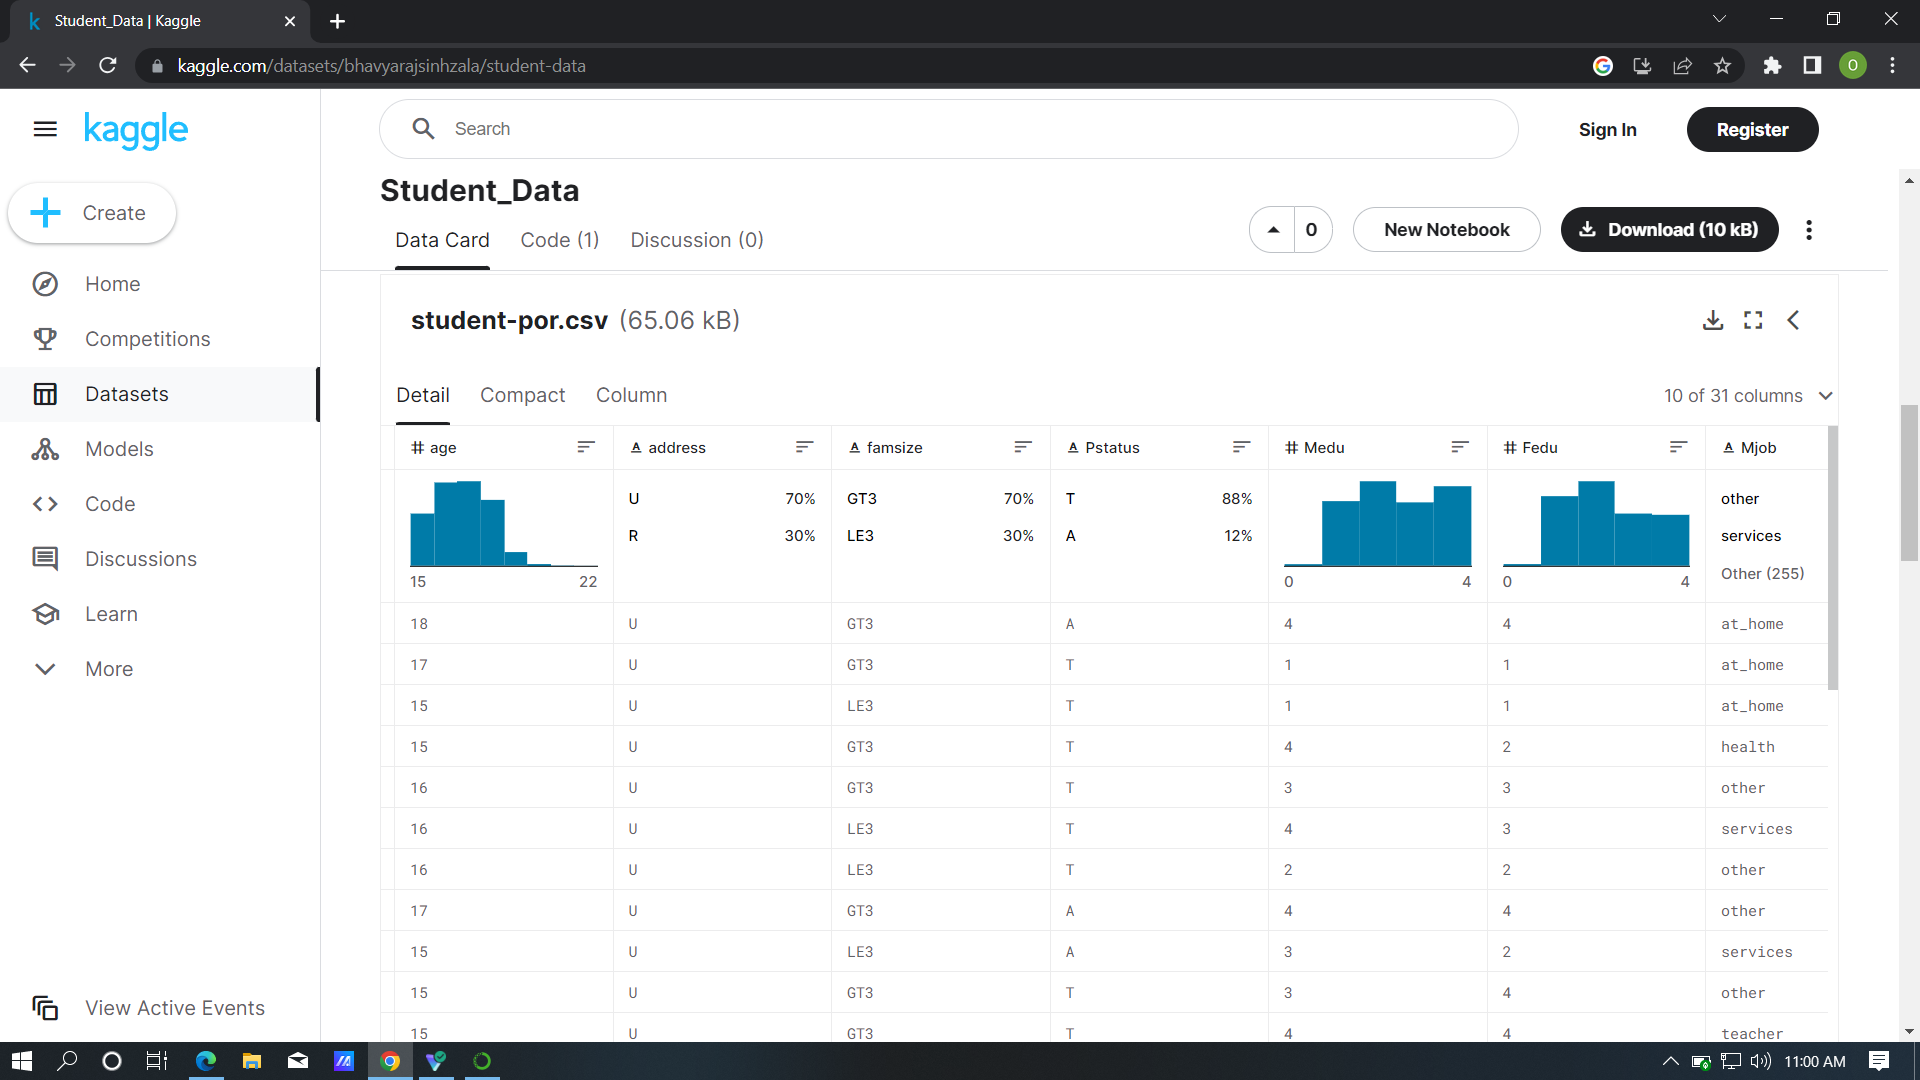 Student_Data | Kaggle
kaggle.com/datasets/bhavyarajsinhzala/student-data
O
kaggle
Search
Sign In
Register
Create
Home
Competitions
Datasets
Models
Code
Discussions
Learn
More
View Active Events
Student_Data
Data Card
Code (1)
Discussion (0)
0
New Notebook
Download (10 kB)
student-por.csv (65.06 kB)
Detail
Compact
Column
10 of 31 columns
# age A address A famsize A Pstatus # Medu # Fedu A Mjob
U 70% GT3 70% T 88% other
R 30% LE3 30% A 12% services
15 22 0 4 0 4 Other (255)
18 U GT3 A 4 4 at_home
17 U GT3 T 1 1 at_home
15 U LE3 T 1 1 at_home
15 U GT3 T 4 2 health
16 U GT3 T 3 3 other
16 U LE3 T 4 3 services
16 U LE3 T 2 2 other
17 U GT3 A 4 4 other
15 U LE3 A 3 2 services
15 U GT3 T 3 4 other
15 U GT3 T 4 4 teacher
11:00 AM